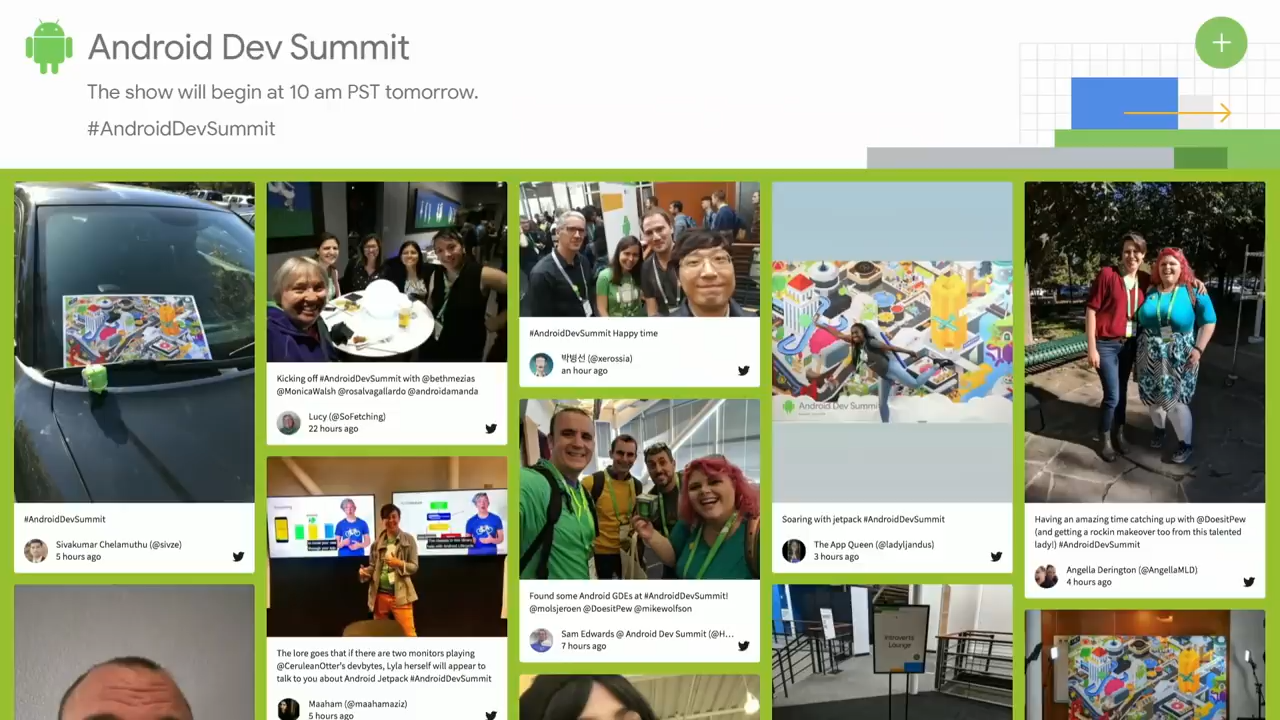 Android Dev Summit
The show will begin at 10 am PST tomorrow.
#AndroidDevSummit
#AndroidDevSummit
Sivakumar Chelamuthu (@sivze)
5 hours ago
Kicking off #AndroidDevSummit with @bethmezias
@MonicaWalsh @rosalvagallardo @androidamanda
Lucy (@SoFetching)
22 hours ago
The lore goes that if there are two monitors playing
@CeruleanOtter's devbytes, Lyla herself will appear to
talk to you about Android Jetpack #AndroidDevSummit
Maaham (@maahamaziz)
5 hours ago
#AndroidDevSummit Happy time
박병선 (@xerossia)
an hour ago
Found some Android GDEs at #AndroidDevSummit!
@molsjeroen @DoesitPew @mikewolfson
Sam Edwards @ Android Dev Summit (@H...
7 hours ago
Android Dev Summit
Soaring with jetpack #AndroidDevSummit
The App Queen (@ladyljandus)
3 hours ago
Introverts
Lounge
Having an amazing time catching up with @DoesitPew
(and getting a rockin makeover too from this talented
lady!) #AndroidDevSummit
Angella Derington (@AngellaMLD)
4 hours ago